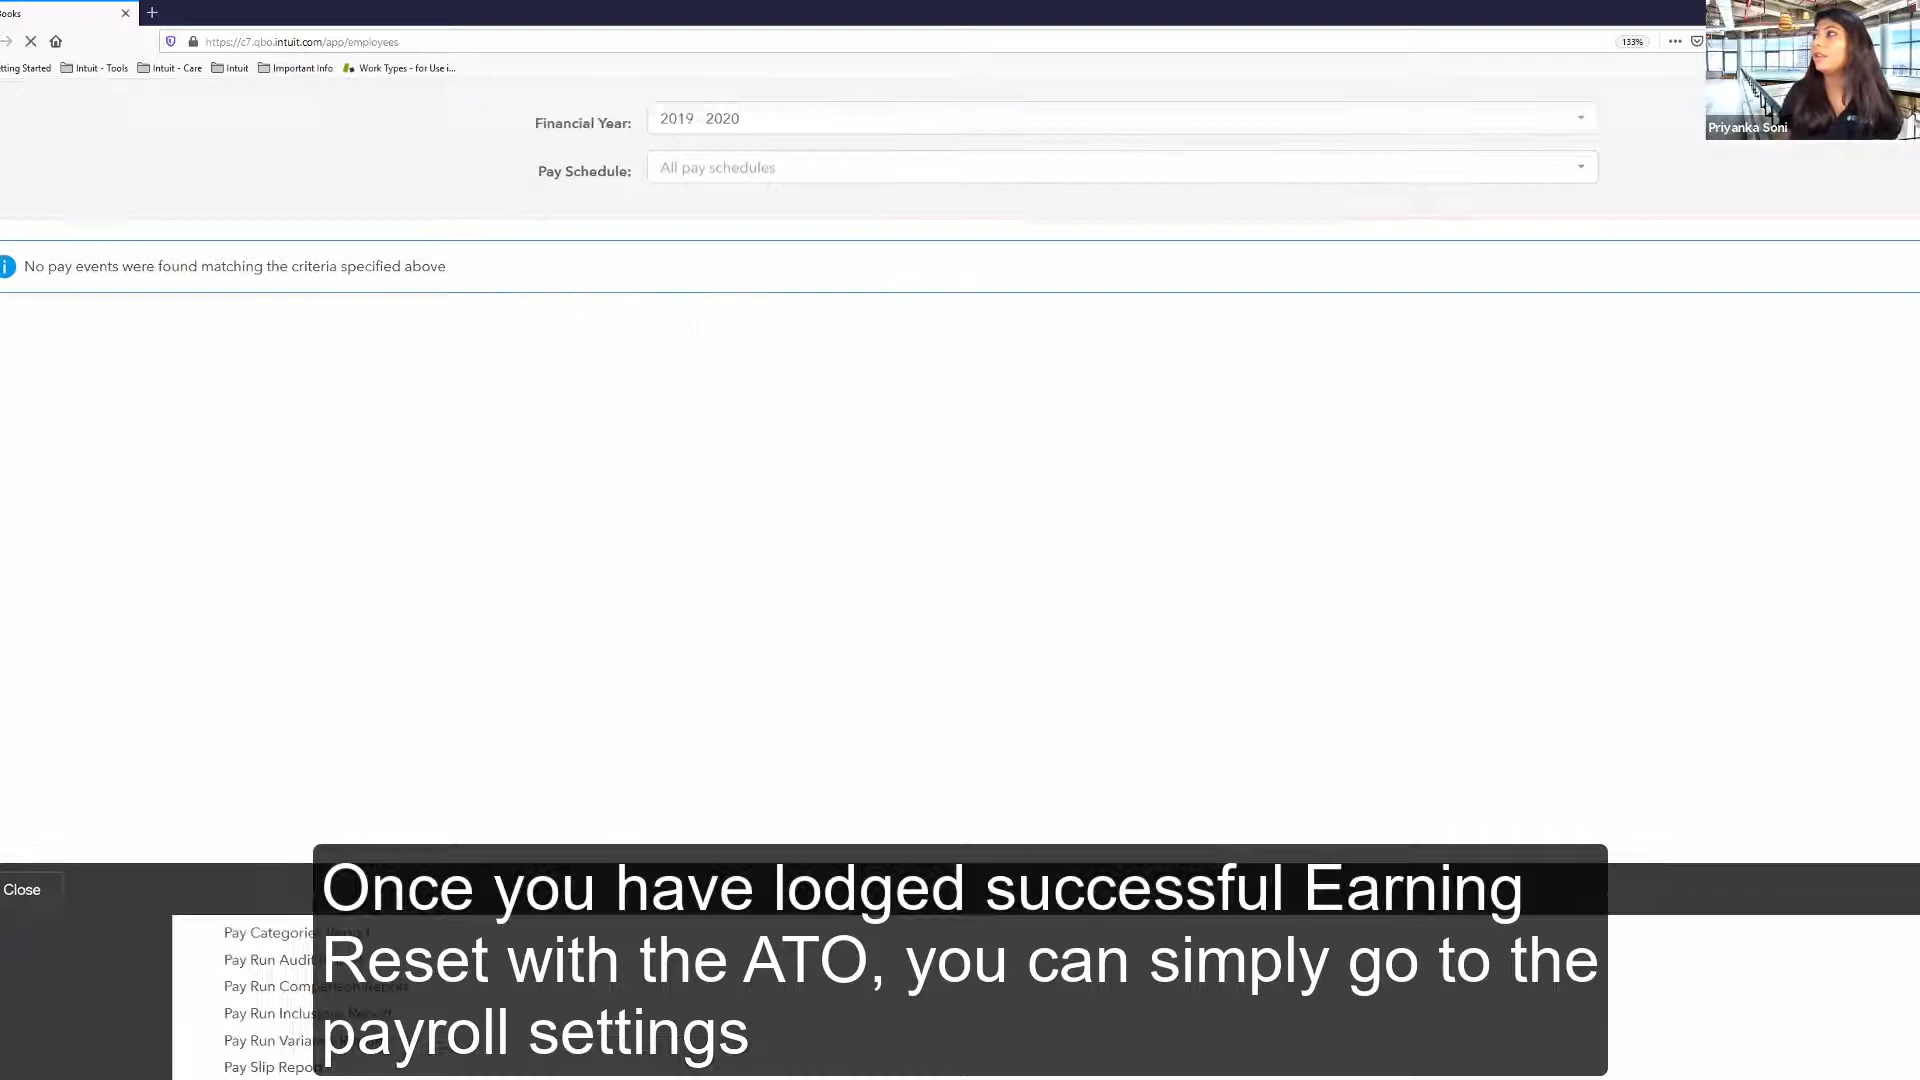 ooks
https://c7.qbo.intuit.com/app/employees
133%
tting Started
Intuit - Tools
Intuit - Care
Intuit
Important Info
Work Types - for Use i...
Priyanka Soni
Financial Year:
2019 - 2020
Pay Schedule:
All pay schedules
No pay events were found matching the criteria specified above
Close
Pay Categorie
Pay Run Audit
Pay Run Comparison Report
Pay Run Inclus
Pay Run Varia
Pay Slip Repo
Once you have lodged successful Earning
Reset with the ATO, you can simply go to the
payroll settings